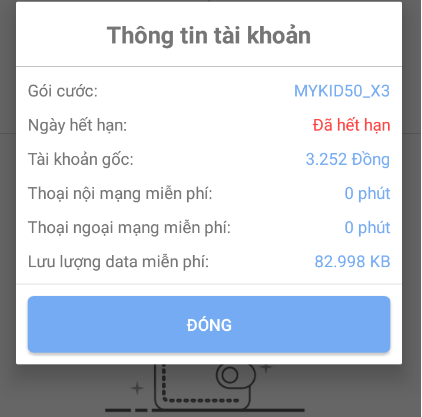 Thông tin tài khoản
Gói cước: MYKID50_X3
Ngày hết hạn: Đã hết hạn
Tài khoản gốc: 3.252 Đồng
Thoại nội mạng miễn phí: 0 phút
Thoại ngoại mạng miễn phí: 0 phút
Lưu lượng data miễn phí: 82.998 KB
ĐÓNG